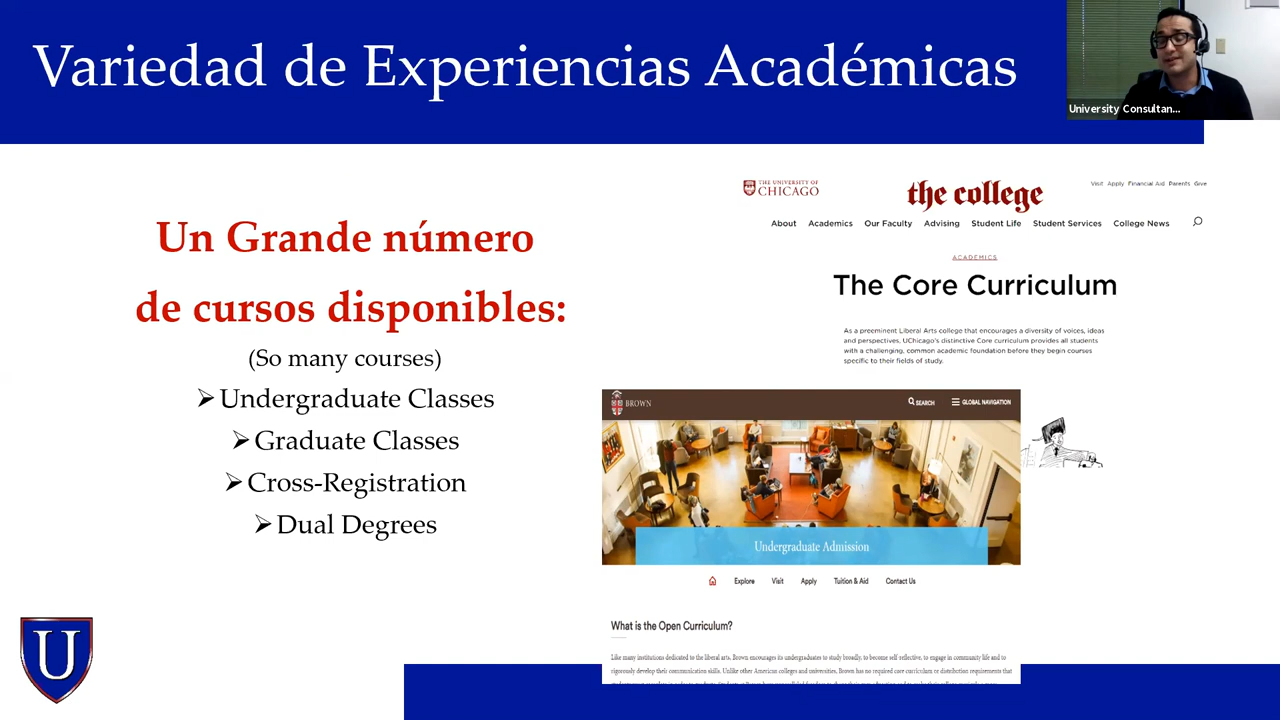 Variedad de Experiencias Académicas
University Consultan...
Un Grande número
de cursos disponibles:
(So many courses)
➢Undergraduate Classes
➢Graduate Classes
➢Cross-Registration
➢Dual Degrees
U
THE UNIVERSITY OF
CHICAGO
the college
Visit Apply Financial Aid Parents Give
About Academics Our Faculty Advising Student Life Student Services College News
ACADEMICS
The Core Curriculum
As a preeminent Liberal Arts college that encourages a diversity of voices, ideas
and perspectives, UChicago's distinctive Core curriculum provides all students
with a challenging, common academic foundation before they begin courses
specific to their fields of study.
BROWN
SEARCH
GLOBAL NAVIGATION
Undergraduate Admission
Explore Visit Apply Tuition & Aid Contact Us
What is the Open Curriculum?
Like many institutions dedicated to the liberal arts, Brown encourages its undergraduates to study broadly, to become self-reflective, to engage in community life and to
rigorously develop their communication skills. Unlike other American colleges and universities, Brown has no required core curriculum or distribution requirements that